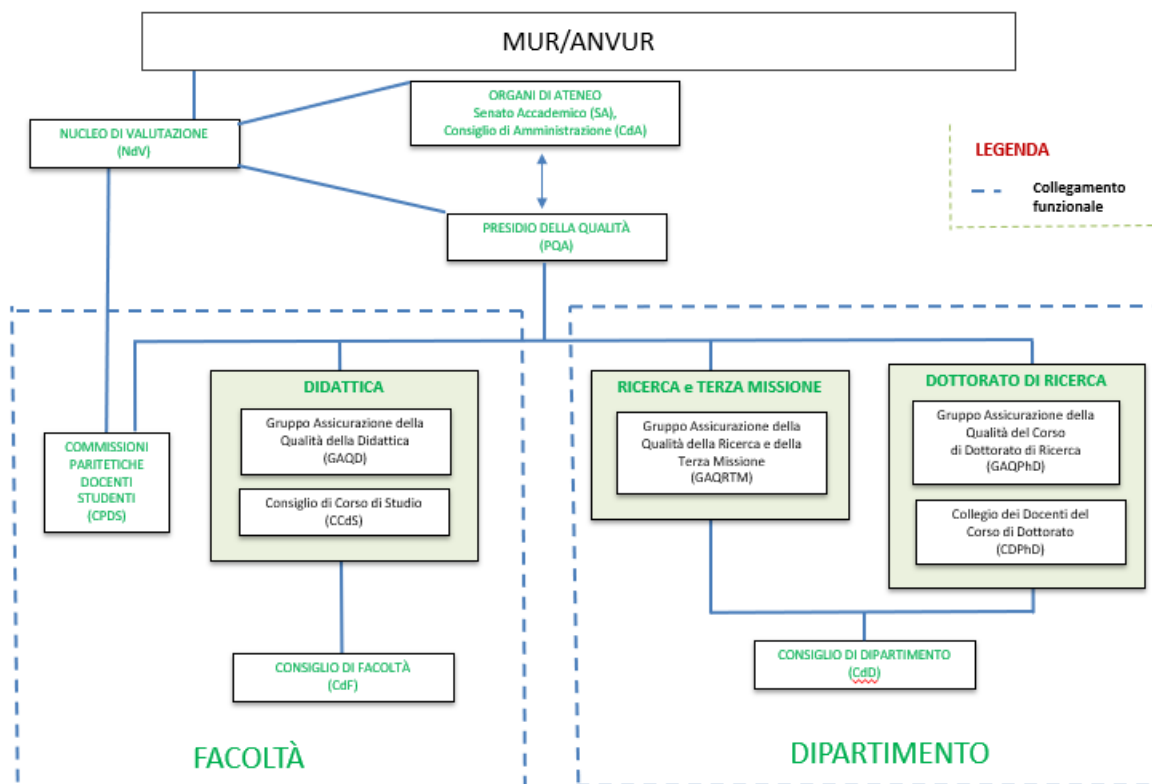 MUR/ANVUR
ORGANI DI ATENEO
Senato Accademico (SA),
Consiglio di Amministrazione (CdA)
NUCLEO DI VALUTAZIONE
(NdV)
LEGENDA
Collegamento
funzionale
PRESIDIO DELLA QUALITÀ
(PQA)
COMMISSIONI
PARITETICHE
DOCENTI
STUDENTI
(CPDS)
DIDATTICA
Gruppo Assicurazione della
Qualità della Didattica
(GAQD)
Consiglio di Corso di Studio
(CCdS)
CONSIGLIO DI FACOLTÀ
(CdF)
FACOLTÀ
RICERCA e TERZA MISSIONE
Gruppo Assicurazione della
Qualità della Ricerca e della
Terza Missione
(GAQRTM)
DOTTORATO DI RICERCA
Gruppo Assicurazione della
Qualità del Corso
di Dottorato di Ricerca
(GAQPhD)
Collegio dei Docenti del
Corso di Dottorato
(CDPhD)
CONSIGLIO DI DIPARTIMENTO
(CdD)
DIPARTIMENTO